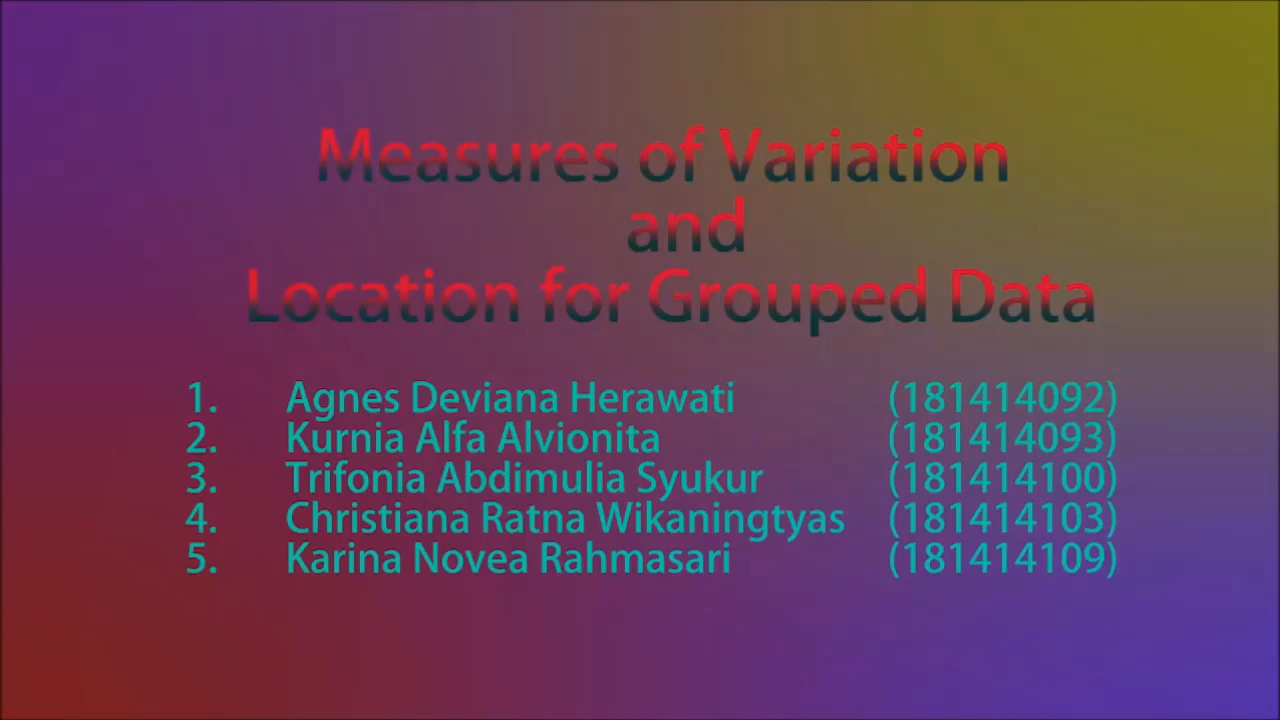 Measures of Variation
and
Location for Grouped Data
1. Agnes Deviana Herawati (181414092)
2. Kurnia Alfa Alvionita (181414093)
3. Trifonia Abdimulia Syukur (181414100)
4. Christiana Ratna Wikaningtyas (181414103)
5. Karina Novea Rahmasari (181414109)